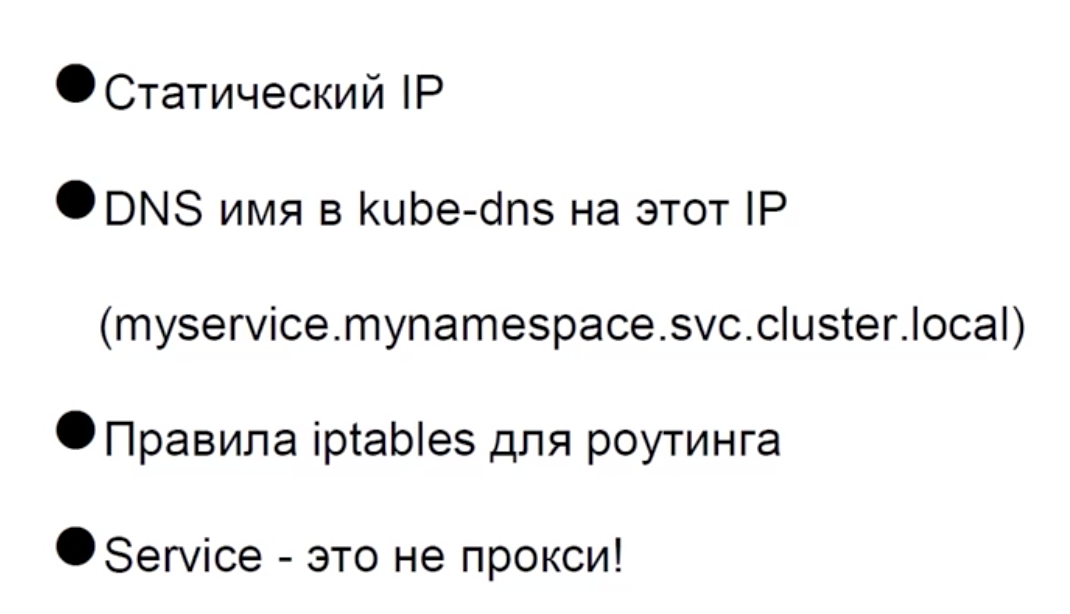 ● Статический IP
● DNS имя в kube-dns на этот IP
(myservice.mynamespace.svc.cluster.local)
● Правила iptables для роутинга
● Service - это не прокси!